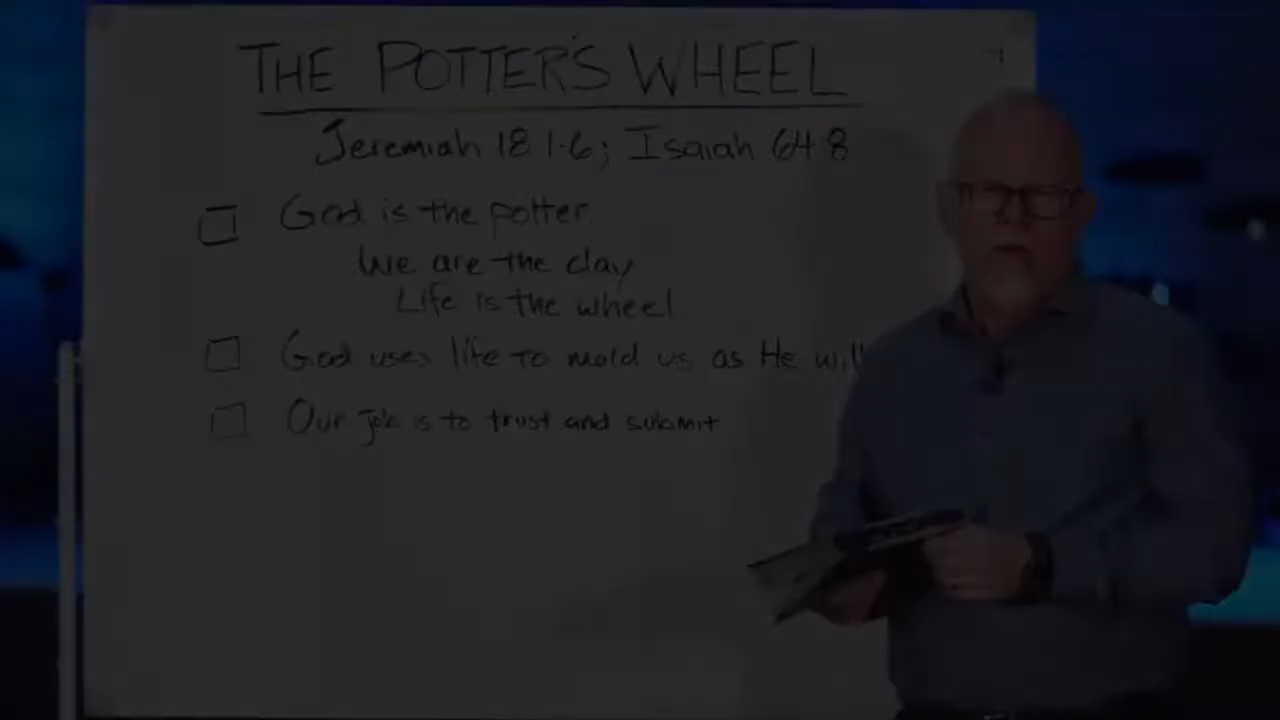 THE POTTER'S WHEEL
Jeremiah 18 1-6; Isaiah 64 8
God is the potter
We are the clay
Life is the wheel
God uses life to mold us as He will
Our job is to trust and submit